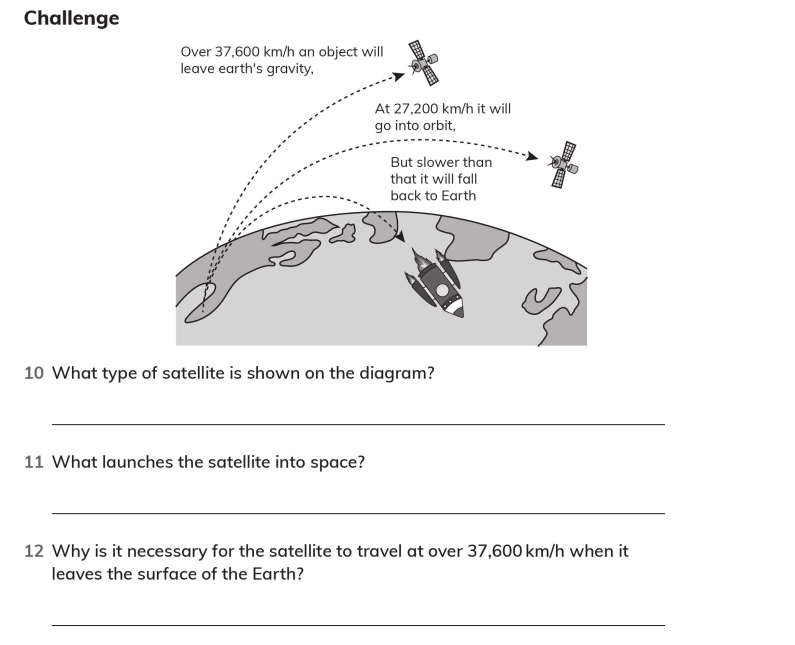 Challenge
Over 37,600 km/h an object will
leave earth's gravity,
At 27,200 km/h it will
go into orbit,
But slower than
that it will fall
back to Earth
10 What type of satellite is shown on the diagram?
11 What launches the satellite into space?
12 Why is it necessary for the satellite to travel at over 37,600 km/h when it
leaves the surface of the Earth?